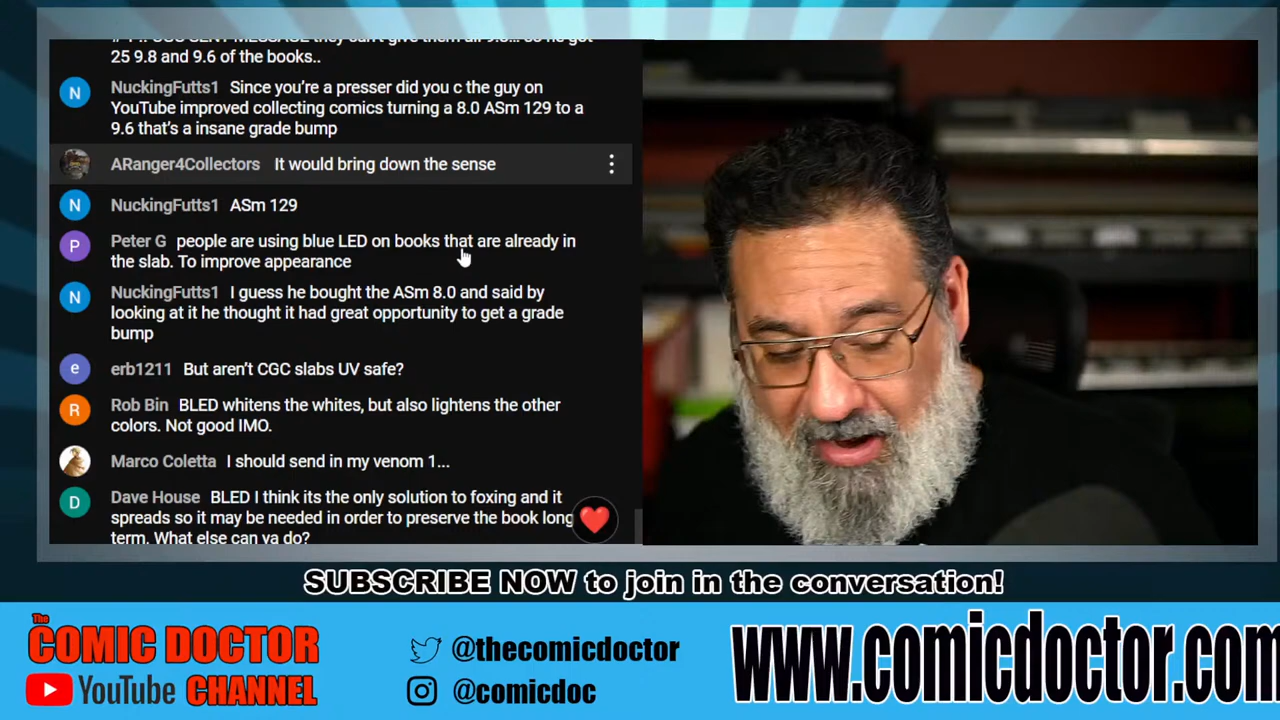 25 9.8 and 9.6 of the books..
N NuckingFutts1 Since you're a presser did you c the guy on
YouTube improved collecting comics turning a 8.0 ASm 129 to a
9.6 that's a insane grade bump
ARanger4Collectors It would bring down the sense
N NuckingFutts1 ASm 129
P Peter G people are using blue LED on books that are already in
the slab. To improve appearance
N NuckingFutts1 I guess he bought the ASm 8.0 and said by
looking at it he thought it had great opportunity to get a grade
bump
e erb1211 But aren't CGC slabs UV safe?
R Rob Bin BLED whitens the whites, but also lightens the other
colors. Not good IMO.
Marco Coletta I should send in my venom 1...
D Dave House BLED I think its the only solution to foxing and it
spreads so it may be needed in order to preserve the book long
term. What else can ya do?
SUBSCRIBE NOW to join in the conversation!
The
COMIC DOCTOR
YouTube CHANNEL
@thecomicdoctor
@comicdoc
www.comicdoctor.com